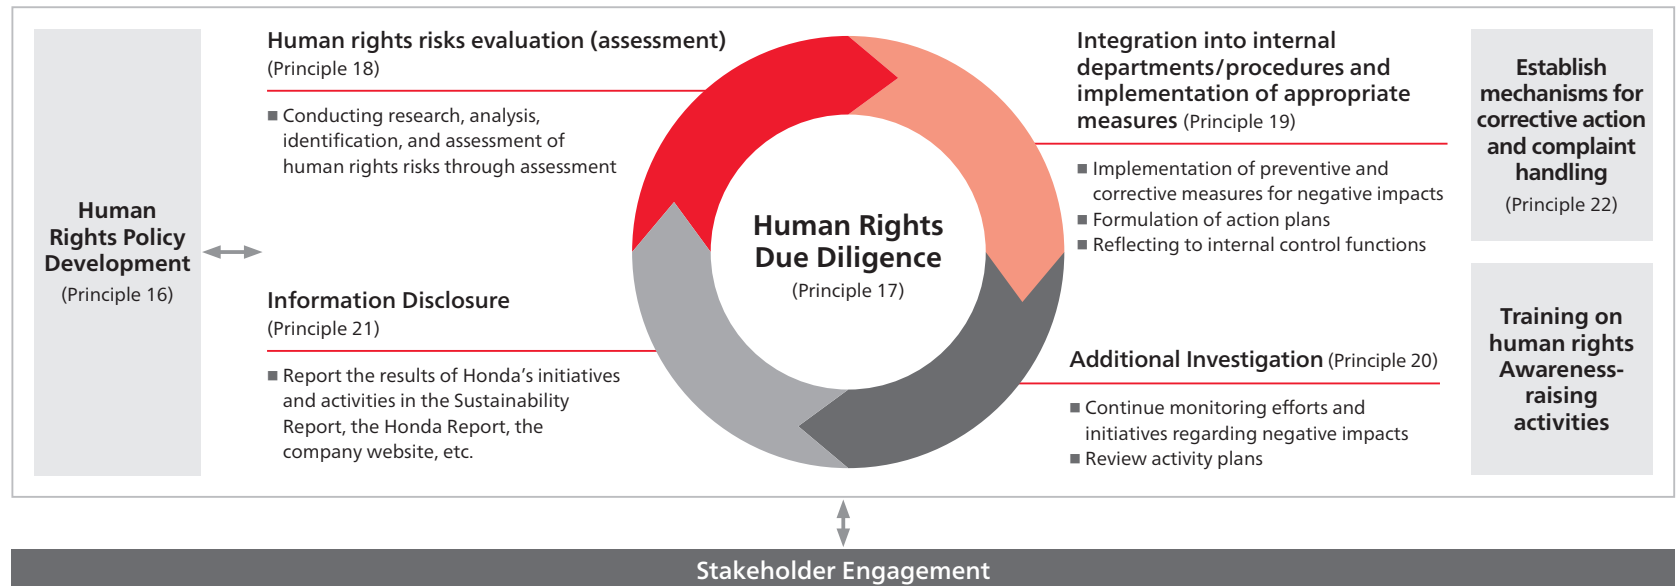 Human
Rights Policy
Development
(Principle 16)
Human rights risks evaluation (assessment)
(Principle 18)
■ Conducting research, analysis,
identification, and assessment of
human rights risks through assessment
Information Disclosure
(Principle 21)
■ Report the results of Honda’s initiatives
and activities in the Sustainability
Report, the Honda Report, the
company website, etc.
Human Rights
Due Diligence
(Principle 17)
Integration into internal
departments/procedures and
implementation of appropriate
measures (Principle 19)
■ Implementation of preventive and
corrective measures for negative impacts
■ Formulation of action plans
■ Reflecting to internal control functions
Additional Investigation (Principle 20)
■ Continue monitoring efforts and
initiatives regarding negative impacts
■ Review activity plans
Establish
mechanisms for
corrective action
and complaint
handling
(Principle 22)
Training on
human rights
Awareness-
raising
activities
Stakeholder Engagement